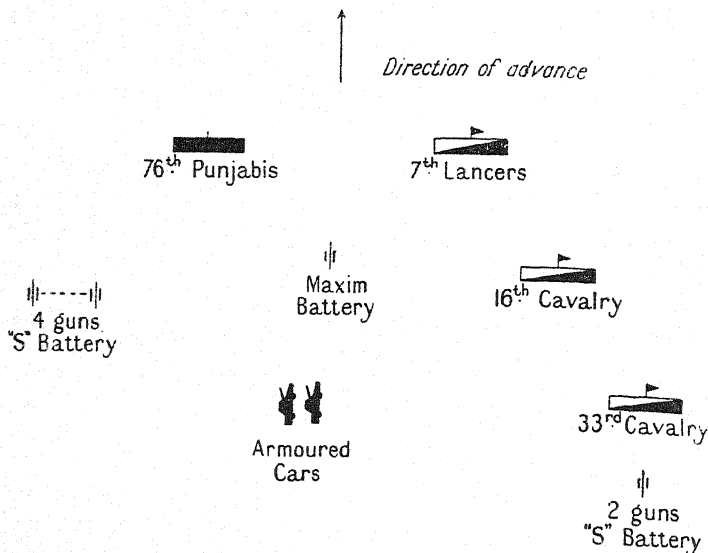 Direction of advance
76th Punjabis
7th Lancers
Maxim
Battery
16th Cavalry
4 guns
"S" Battery
33rd Cavalry
Armoured
Cars
2 guns
"S" Battery